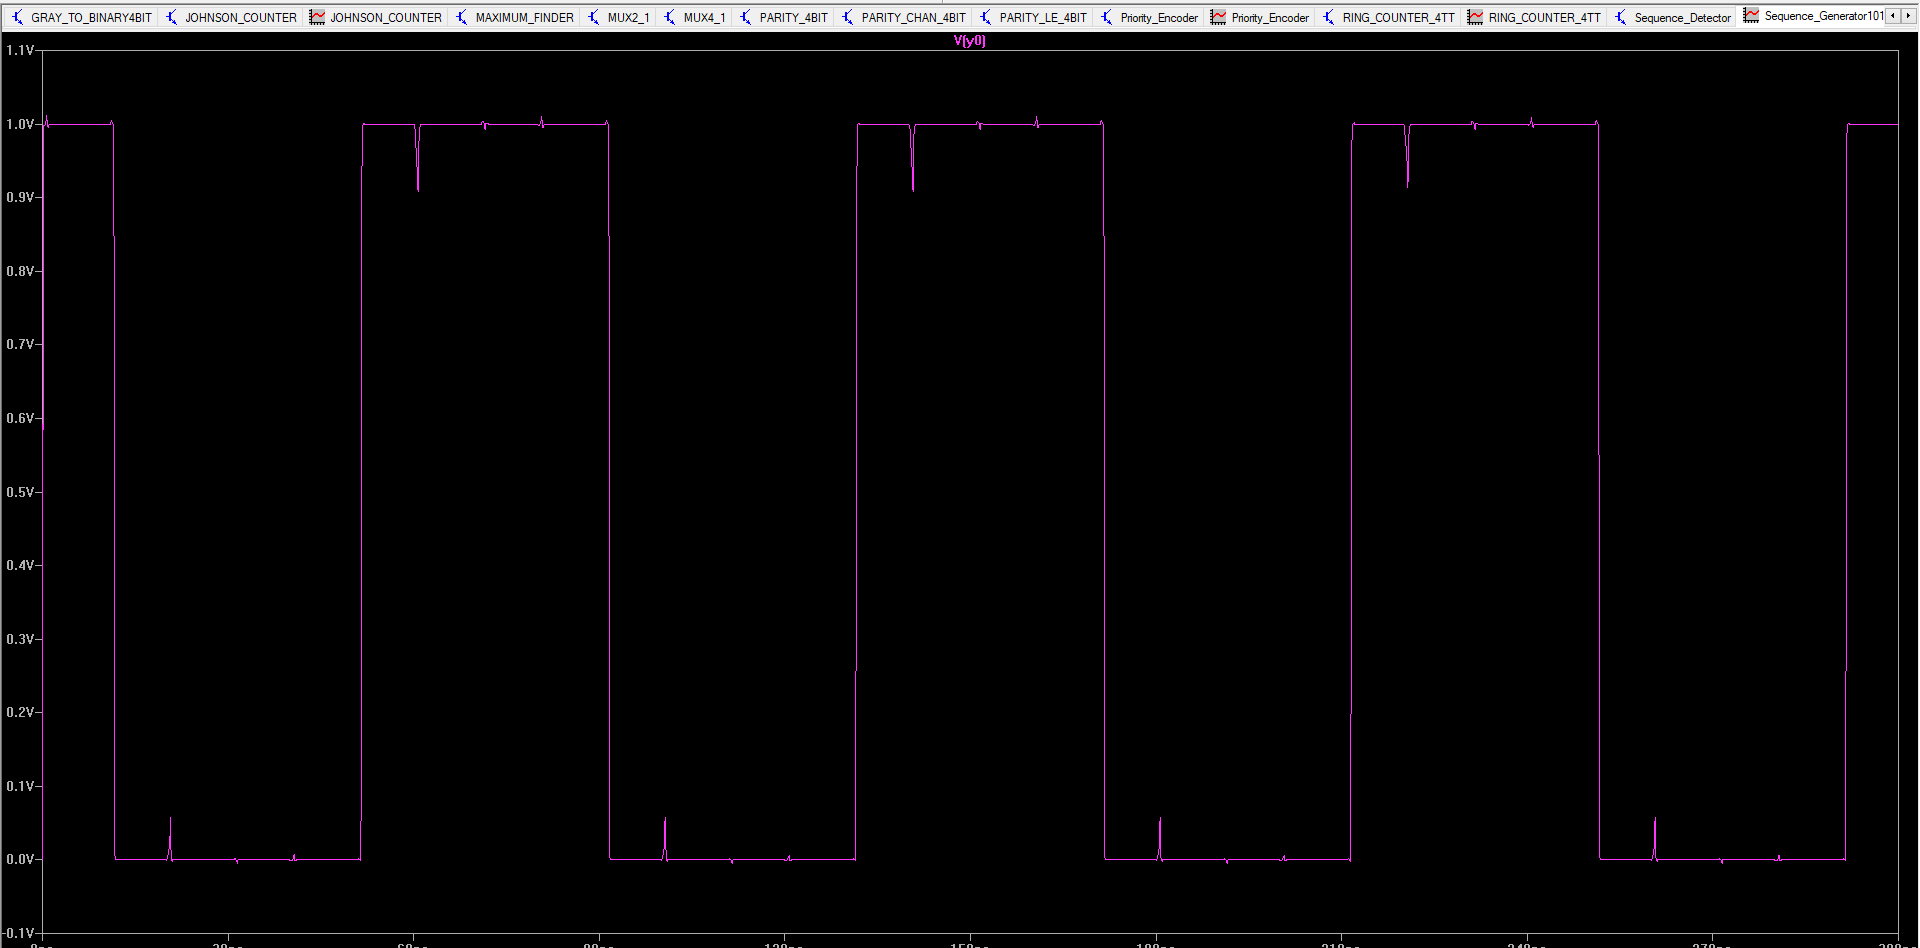 GRAY_TO_BINARY4BIT JOHNSON_COUNTER JOHNSON_COUNTER MAXIMUM_FINDER MUX2_1 MUX4_1 PARITY_4BIT PARITY_CHAN_4BIT PARITY_LE_4BIT Priority_Encoder Priority_Encoder RING_COUNTER_4TT RING_COUNTER_4TT Sequence_Detector Sequence_Generator101
V(y0)
1.1V
1.0V
0.9V
0.8V
0.7V
0.6V
0.5V
0.4V
0.3V
0.2V
0.1V
0.0V
-0.1V